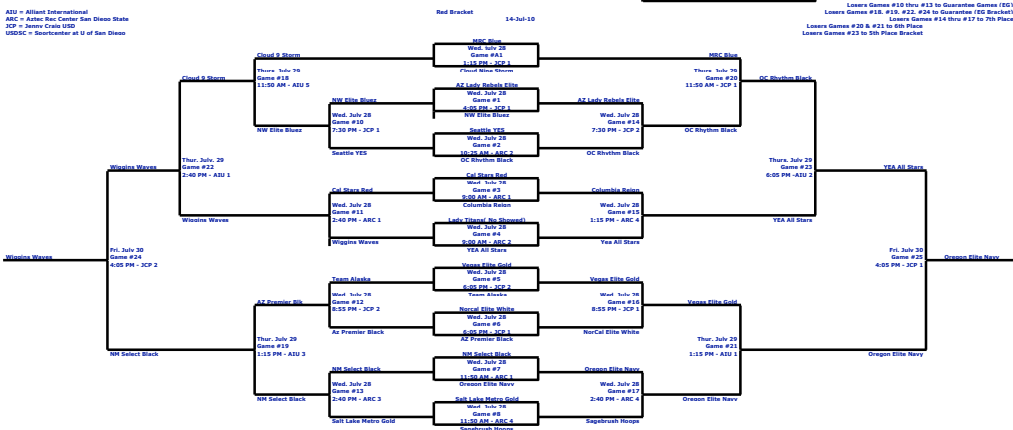 AIU = Alliant International
ARC = Aztec Rec Center San Diego State
JCP = Jenny Craig USD
USDSC = Sportcenter at U of San Diego
Red Bracket
14-Jul-10
Losers Games #10 thru #13 to Guarantee Games (EG
Losers Games #18. #19. #22. #24 to Guarantee (EG Bracket)
Losers Games #14 thru #17 to 7th Place
Losers Games #20 & #21 to 6th Place
Losers Games #23 to 5th Place Bracket
MRC Blue
Wed. July 28
Game #A1
1:15 PM - JCP 1
Cloud Nine Storm
AZ Lady Rebels Elite
Wed. July 28
Game #1
4:05 PM - JCP 1
NW Elite Bluez
Seattle YES
Wed. July 28
Game #2
10:25 AM - ARC 2
OC Rhythm Black
Cal Stars Red
Wed. July 28
Game #3
9:00 AM - ARC 1
Columbia Reign
Lady Titans( No Showed)
Wed. July 28
Game #4
9:00 AM - ARC 2
YEA All Stars
Vegas Elite Gold
Wed. July 28
Game #5
6:05 PM - JCP 2
Team Alaska
Norcal Elite White
Wed. July 28
Game #6
6:05 PM - JCP 1
AZ Premier Black
NM Select Black
Wed. July 28
Game #7
11:50 AM - ARC 1
Oregon Elite Navy
Salt Lake Metro Gold
Wed. July 28
Game #8
11:50 AM - ARC 4
Sagebrush Hoops
Cloud 9 Storm
Thurs. July 29
Game #18
11:50 AM - AIU 5
NW Elite Bluez
NW Elite Bluez
Wed. July 28
Game #10
7:30 PM - JCP 1
Seattle YES
Cloud 9 Storm
Thur. July. 29
Game #22
2:40 PM - AIU 1
Wiggins Waves
Cal Stars Red
Wed. July 28
Game #11
2:40 PM - ARC 1
Wiggins Waves
Wiggins Waves
Fri. July 30
Game #24
4:05 PM - JCP 2
NM Select Black
Wiggins Waves
Team Alaska
Wed. July 28
Game #12
8:55 PM - JCP 2
Az Premier Black
AZ Premier Blk
Thur. July 29
Game #19
1:15 PM - AIU 3
NM Select Black
NM Select Black
Wed. July 28
Game #13
2:40 PM - ARC 3
Salt Lake Metro Gold
MRC Blue
Thurs. July 29
Game #20
11:50 AM - JCP 1
OC Rhythm Black
AZ Lady Rebels Elite
Wed. July 28
Game #14
7:30 PM - JCP 2
OC Rhythm Black
OC Rhythm Black
Thurs. July 29
Game #23
6:05 PM -AIU 2
YEA All Stars
Columbia Reign
Wed. July 28
Game #15
1:15 PM - ARC 4
Yea All Stars
YEA All Stars
Fri. July 30
Game #25
4:05 PM - JCP 1
Oregon Elite Navy
Oregon Elite Navy
Vegas Elite Gold
Wed. July 28
Game #16
8:55 PM - JCP 1
NorCal Elite White
Vegas Elite Gold
Thur. July 29
Game #21
1:15 PM - AIU 1
Oregon Elite Navy
Oregon Elite Navy
Wed. July 28
Game #17
2:40 PM - ARC 4
Sagebrush Hoops